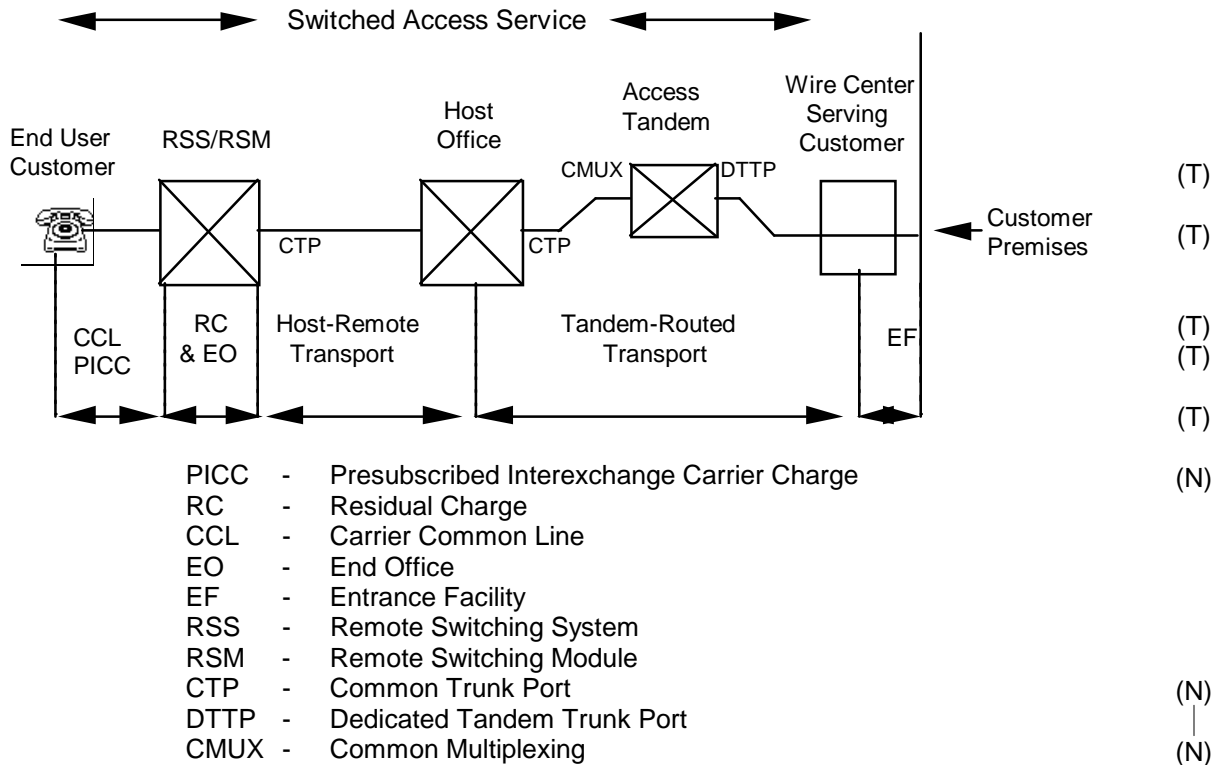 Switched Access Service
Wire Center
Serving
Customer
Access
Tandem
Host
Office
End User
Customer
RSS/RSM
CMUX
DTTP
(T)
CTP
CTP
Customer
Premises
(T)
CCL
PICC
RC
& EO
Host-Remote
Transport
Tandem-Routed
Transport
EF
(T)
(T)
(T)
PICC - Presubscribed Interexchange Carrier Charge (N)
RC - Residual Charge
CCL - Carrier Common Line
EO - End Office
EF - Entrance Facility
RSS - Remote Switching System
RSM - Remote Switching Module
CTP - Common Trunk Port (N)
DTTP - Dedicated Tandem Trunk Port
CMUX - Common Multiplexing (N)